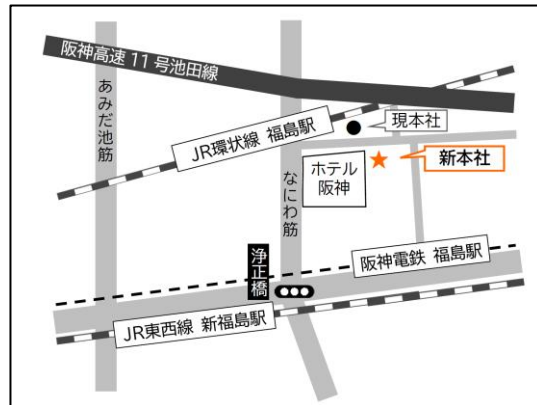 阪神高速11号池田線
あみだ池筋
JR環状線 福島駅
現本社
新本社
ホテル
阪神
なにわ筋
浄正橋
阪神電鉄 福島駅
JR東西線 新福島駅